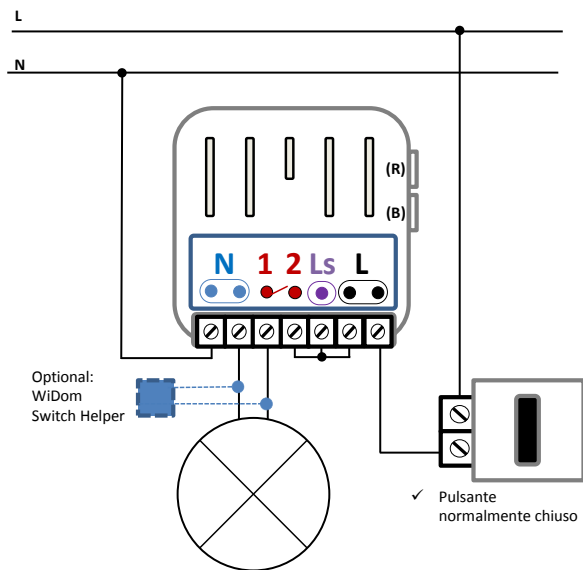 L
N
(R)
(B)
N 1 2 Ls L
Optional:
WiDom
Switch Helper
✓ Pulsante
normalmente chiuso